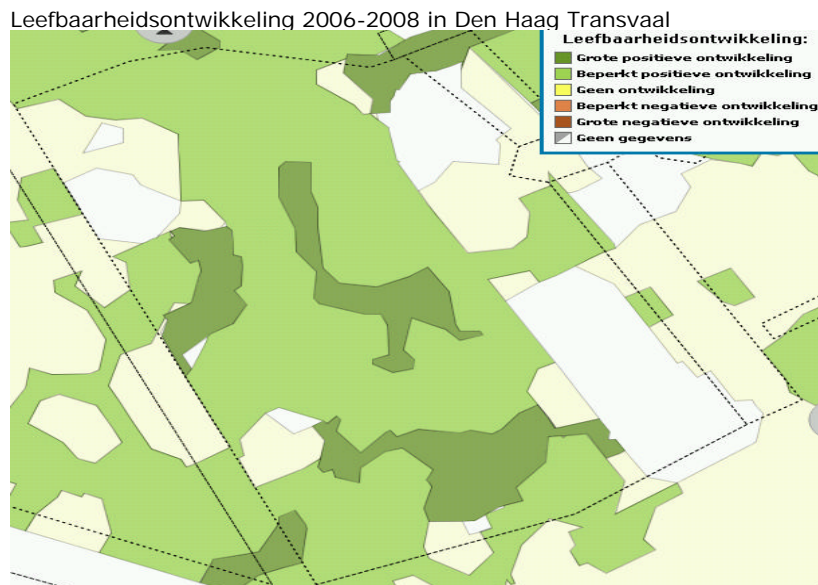 Leefbaarheidsontwikkeling 2006-2008 in Den Haag Transvaal
Leefbaarheidsontwikkeling:
Grote positieve ontwikkeling
Beperkt positieve ontwikkeling
Geen ontwikkeling
Beperkt negatieve ontwikkeling
Grote negatieve ontwikkeling
Geen gegevens